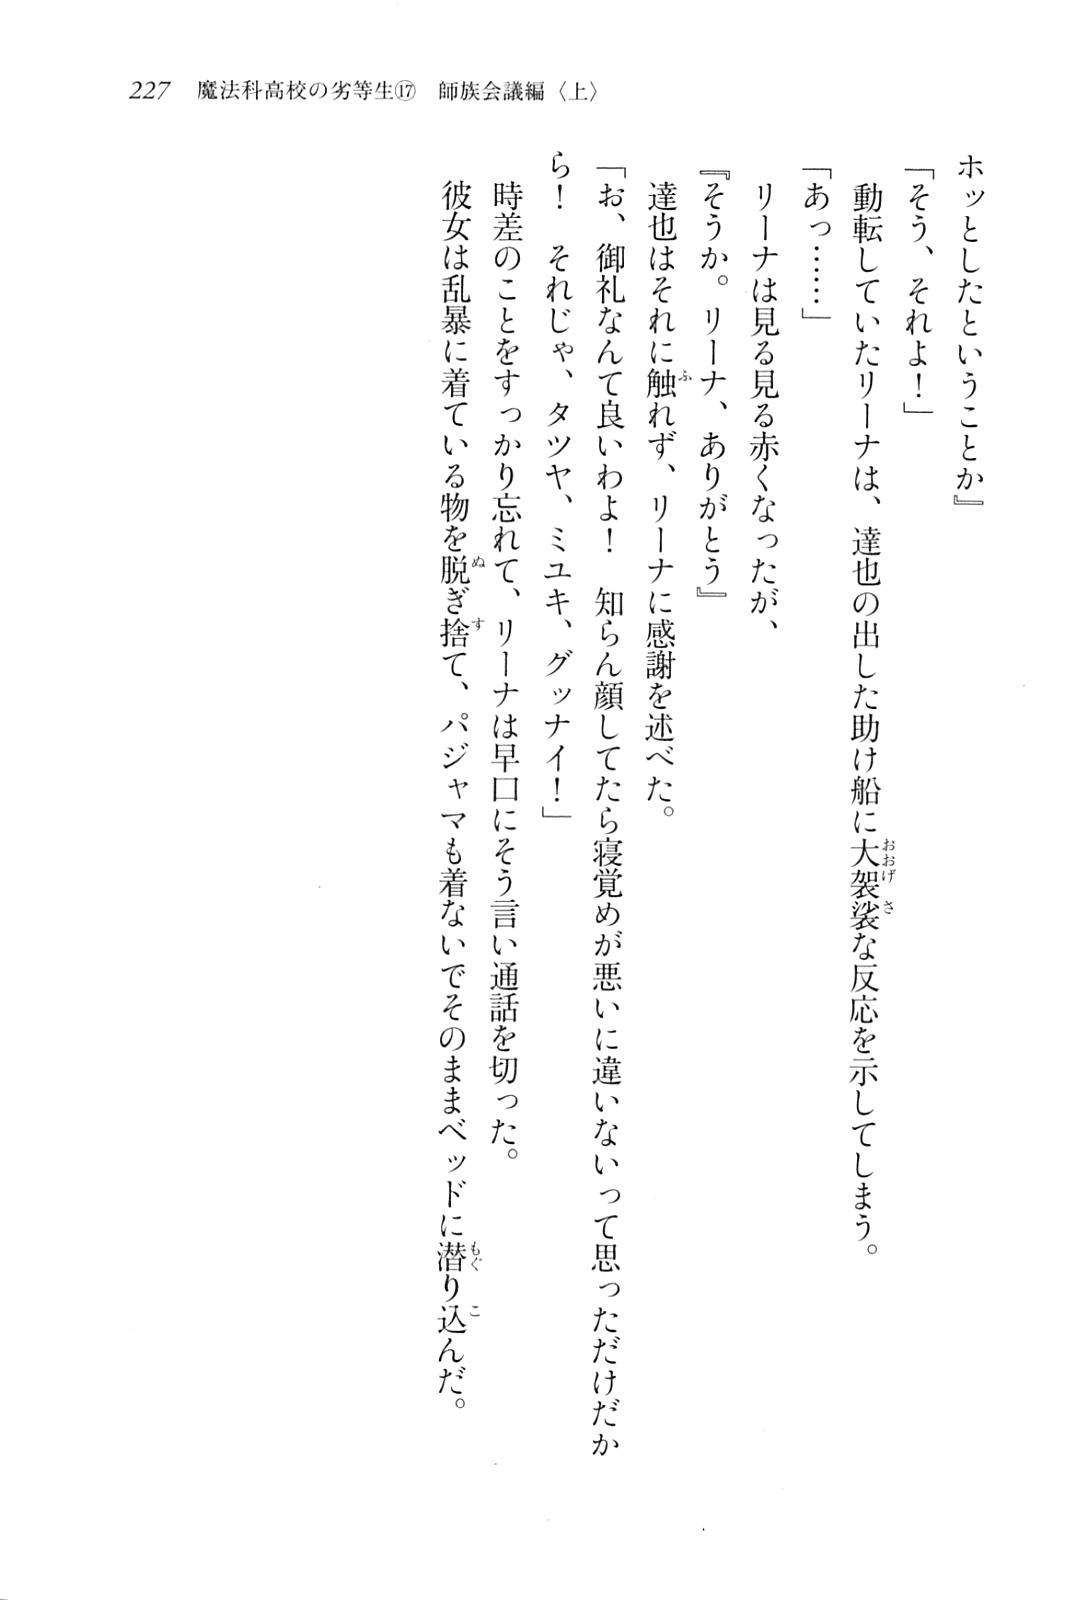 227 魔法科高校の劣等生⑰ 師族会議編〈上〉
ホッとしたということか』
「そう、それよ！」
動転していたリーナは、達也の出した助け船に大袈裟な反応を示してしまう。
「あっ……」
リーナは見る見る赤くなったが、
『そうか。リーナ、ありがとう』
達也はそれに触れず、リーナに感謝を述べた。
「お、御礼なんて良いわよ！　知らん顔してたら寝覚めが悪いに違いないって思っただけだか
ら！　それじゃ、タツヤ、ミユキ、グッナイ！」
時差のことをすっかり忘れて、リーナは早口にそう言い通話を切った。
彼女は乱暴に着ている物を脱ぎ捨て、パジャマも着ないでそのままベッドに潜り込んだ。